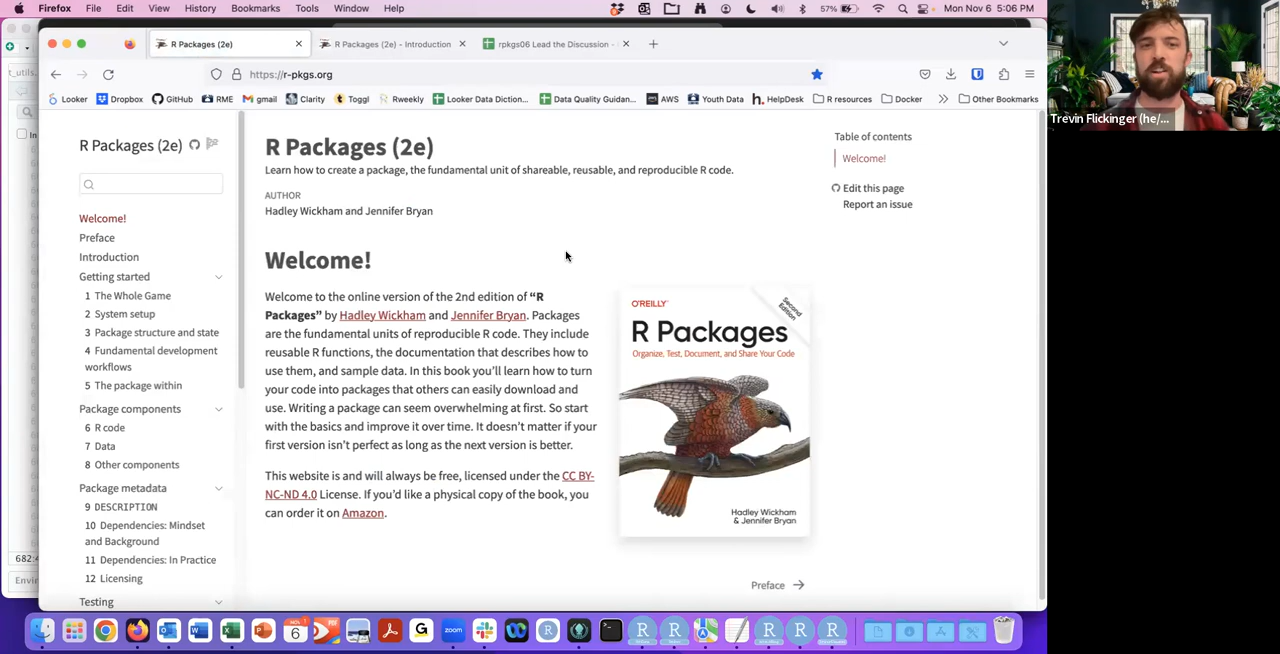 Firefox File Edit View History Bookmarks Tools Window Help 57% Mon Nov 6 5:06 PM
R Packages (2e) R Packages (2e) - Introduction rpkgs06 Lead the Discussion -
https://r-pkgs.org
Looker Dropbox GitHub RME gmail Clarity Toggl Rweekly Looker Data Diction... Data Quality Guidan... AWS Youth Data HelpDesk R resources Docker Other Bookmarks
Trevin Flickinger (he/...
R Packages (2e)
Welcome!
Preface
Introduction
Getting started
1 The Whole Game
2 System setup
3 Package structure and state
4 Fundamental development
workflows
5 The package within
Package components
6 R code
7 Data
8 Other components
Package metadata
9 DESCRIPTION
10 Dependencies: Mindset
and Background
11 Dependencies: In Practice
12 Licensing
Testing
R Packages (2e)
Learn how to create a package, the fundamental unit of shareable, reusable, and reproducible R code.
AUTHOR
Hadley Wickham and Jennifer Bryan
Welcome!
Welcome to the online version of the 2nd edition of “R
Packages” by Hadley Wickham and Jennifer Bryan. Packages
are the fundamental units of reproducible R code. They include
reusable R functions, the documentation that describes how to
use them, and sample data. In this book you’ll learn how to turn
your code into packages that others can easily download and
use. Writing a package can seem overwhelming at first. So start
with the basics and improve it over time. It doesn’t matter if your
first version isn’t perfect as long as the next version is better.
This website is and will always be free, licensed under the CC BY-
NC-ND 4.0 License. If you’d like a physical copy of the book, you
can order it on Amazon.
O'REILLY
Second
Edition
R Packages
Organize, Test, Document, and Share Your Code
Hadley Wickham
& Jennifer Bryan
Preface
Table of contents
Welcome!
Edit this page
Report an issue
t_utils_
In
682:4
Envir
NOV
6
zoom